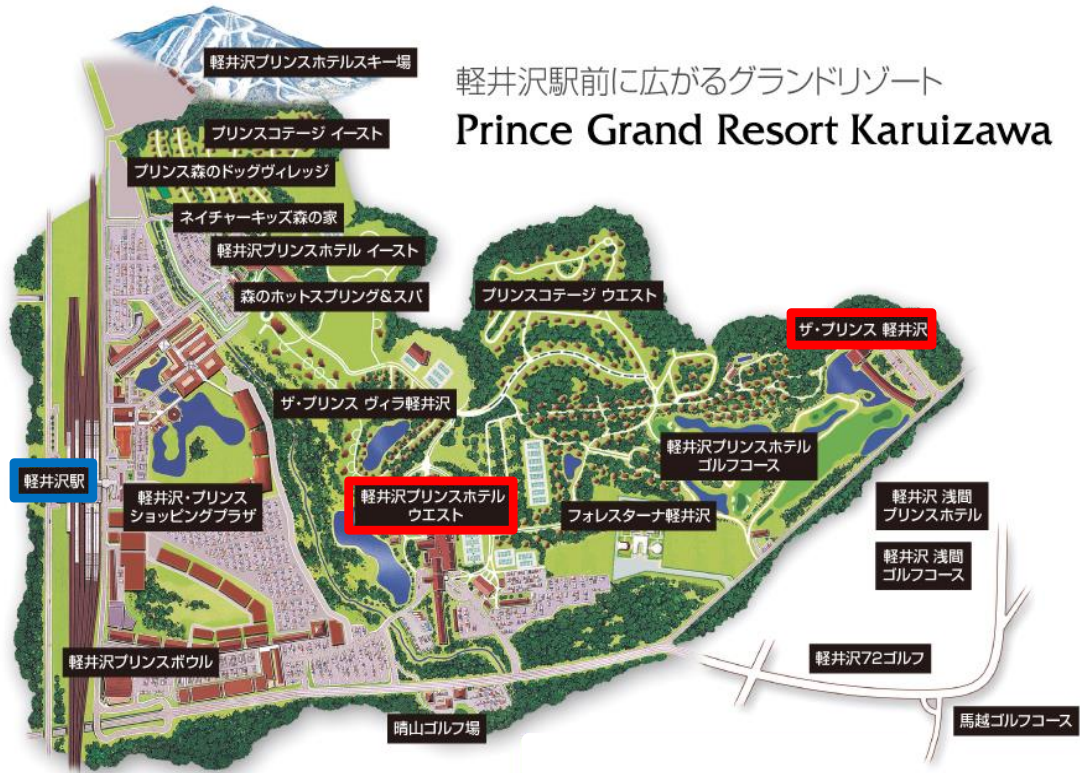 軽井沢プリンスホテルスキー場
軽井沢駅前に広がるグランドリゾート
Prince Grand Resort Karuizawa
プリンスコテージ イースト
プリンス森のドッグヴィレッジ
ネイチャーキッズ森の家
軽井沢プリンスホテル イースト
森のホットスプリング&スパ
プリンスコテージ ウエスト
ザ・プリンス 軽井沢
ザ・プリンス ヴィラ軽井沢
軽井沢プリンスホテル
ゴルフコース
軽井沢駅
軽井沢・プリンス
ショッピングプラザ
軽井沢プリンスホテル
ウエスト
フォレスターナ軽井沢
軽井沢 浅間
プリンスホテル
軽井沢 浅間
ゴルフコース
軽井沢プリンスボウル
軽井沢72ゴルフ
晴山ゴルフ場
馬越ゴルフコース